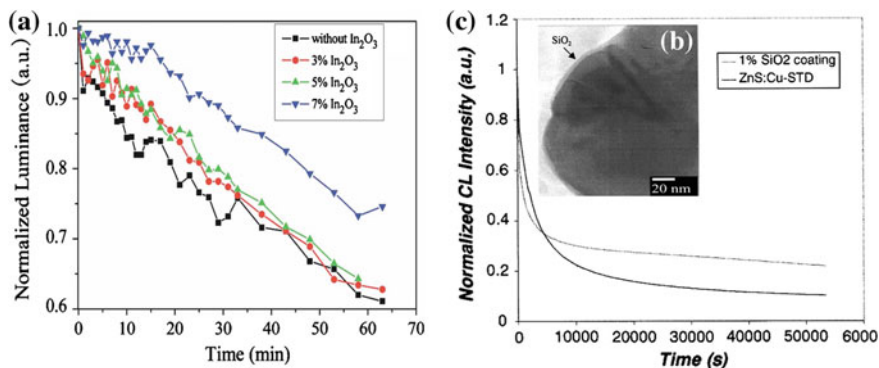 (a)
Normalized Luminance (a.u.)
1.0
0.9
0.8
0.7
0.6
without In₂O₃
3% In₂O₃
5% In₂O₃
7% In₂O₃
0 10 20 30 40 50 60 70
Time (min)
(c)
Normalized CL Intensity (a.u.)
1.2
1
0.8
0.6
0.4
0.2
0
(b)
SiO₂
20 nm
1% SiO2 coating
ZnS:Cu-STD
0 10000 20000 30000 40000 50000 60000
Time (s)